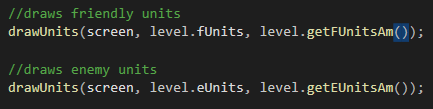 //draws friendly units
drawUnits(screen, level.fUnits, level.getFUnitsAm());
//draws enemy units
drawUnits(screen, level.eUnits, level.getEUnitsAm());